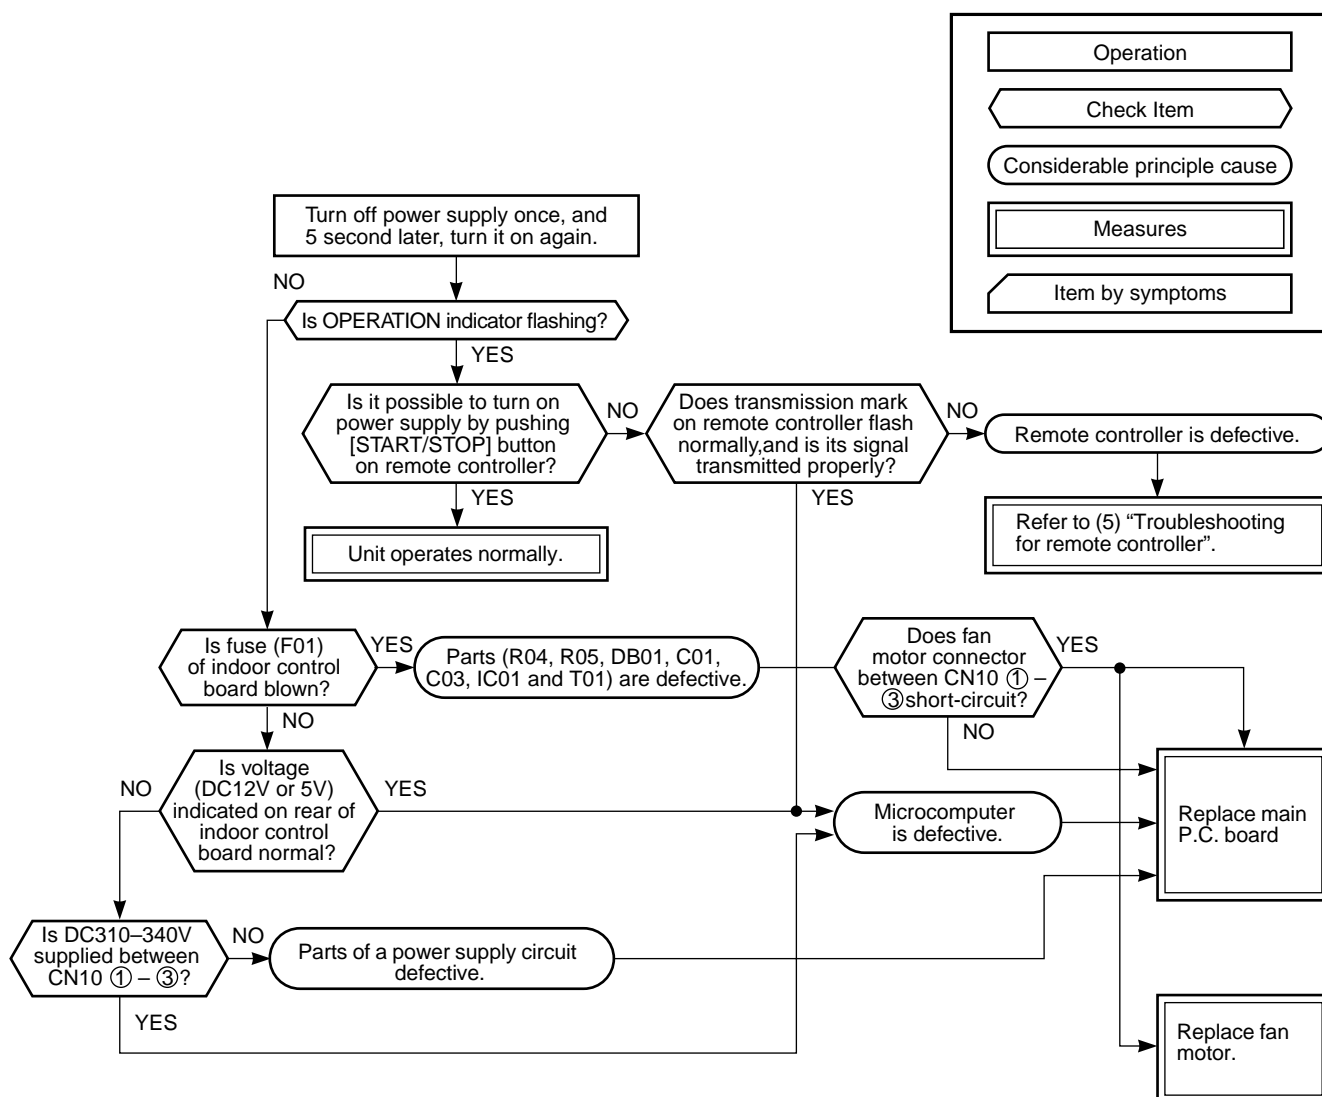 Operation
Check Item
Considerable principle cause
Measures
Item by symptoms
Turn off power supply once, and
5 second later, turn it on again.
NO
Is OPERATION indicator flashing?
YES
Is it possible to turn on
power supply by pushing
[START/STOP] button
on remote controller?
NO
Does transmission mark
on remote controller flash
normally,and is its signal
transmitted properly?
NO
Remote controller is defective.
YES
YES
Unit operates normally.
Refer to (5) “Troubleshooting
for remote controller”.
Is fuse (F01)
of indoor control
board blown?
YES
Parts (R04, R05, DB01, C01,
C03, IC01 and T01) are defective.
Does fan
motor connector
between CN10 ① –
③short-circuit?
YES
NO
NO
Is voltage
(DC12V or 5V)
indicated on rear of
indoor control
board normal?
NO
YES
Microcomputer
is defective.
Replace main
P.C. board
Is DC310–340V
supplied between
CN10 ① – ③?
NO
Parts of a power supply circuit
defective.
YES
Replace fan
motor.